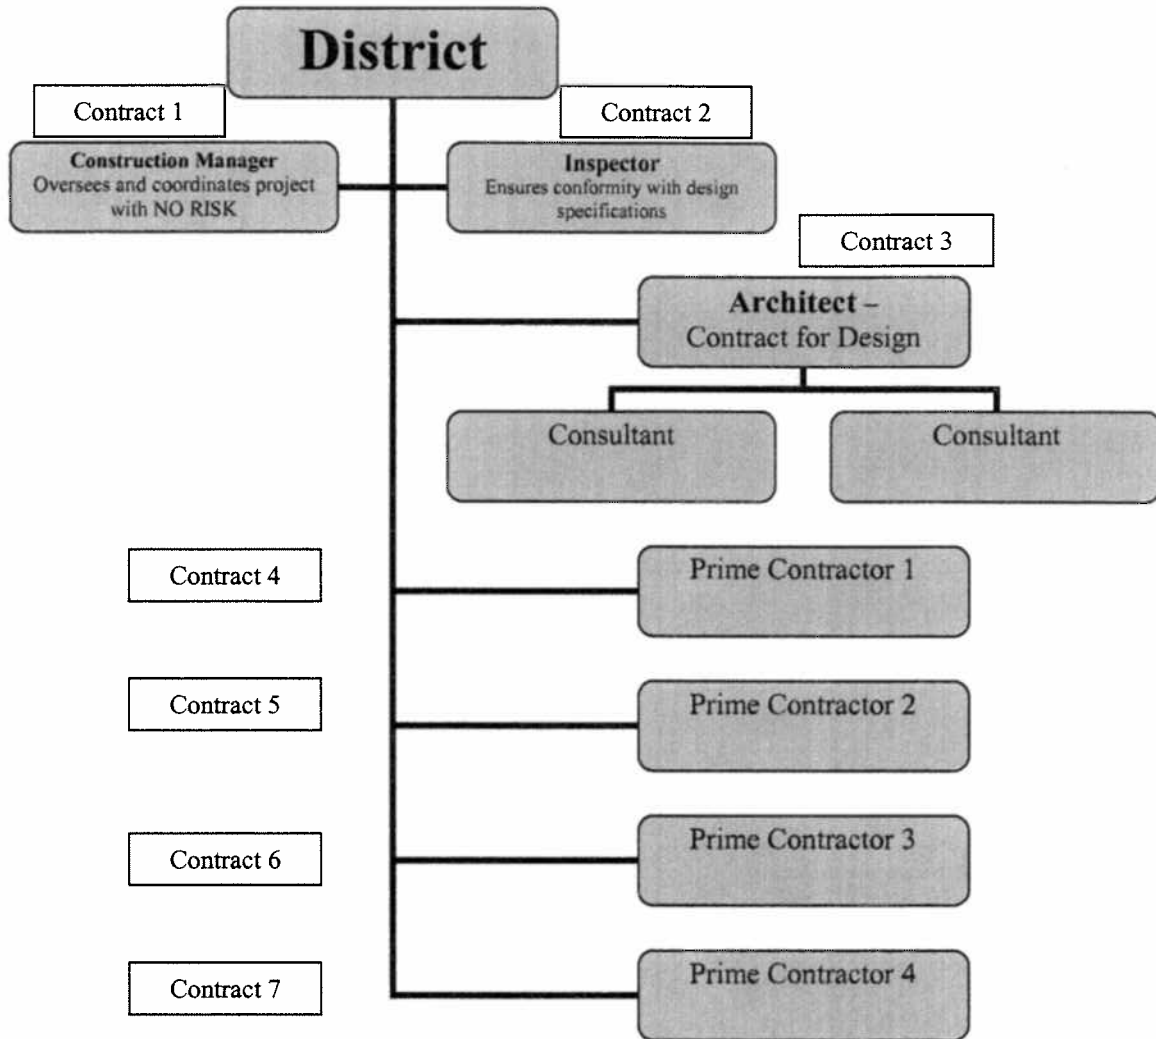 District
Contract 1
Contract 2
Construction Manager
Oversees and coordinates project
with NO RISK
Inspector
Ensures conformity with design
specifications
Contract 3
Architect –
Contract for Design
Consultant
Consultant
Contract 4
Prime Contractor 1
Contract 5
Prime Contractor 2
Contract 6
Prime Contractor 3
Contract 7
Prime Contractor 4